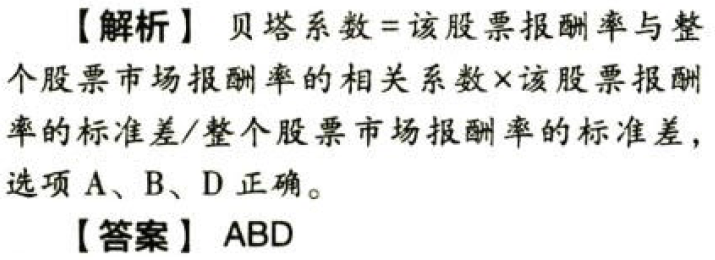 【解析】 贝塔系数=该股票报酬率与整
个股票市场报酬率的相关系数×该股票报酬
率的标准差/整个股票市场报酬率的标准差，
选项 A、B、D 正确。
【答案】 ABD